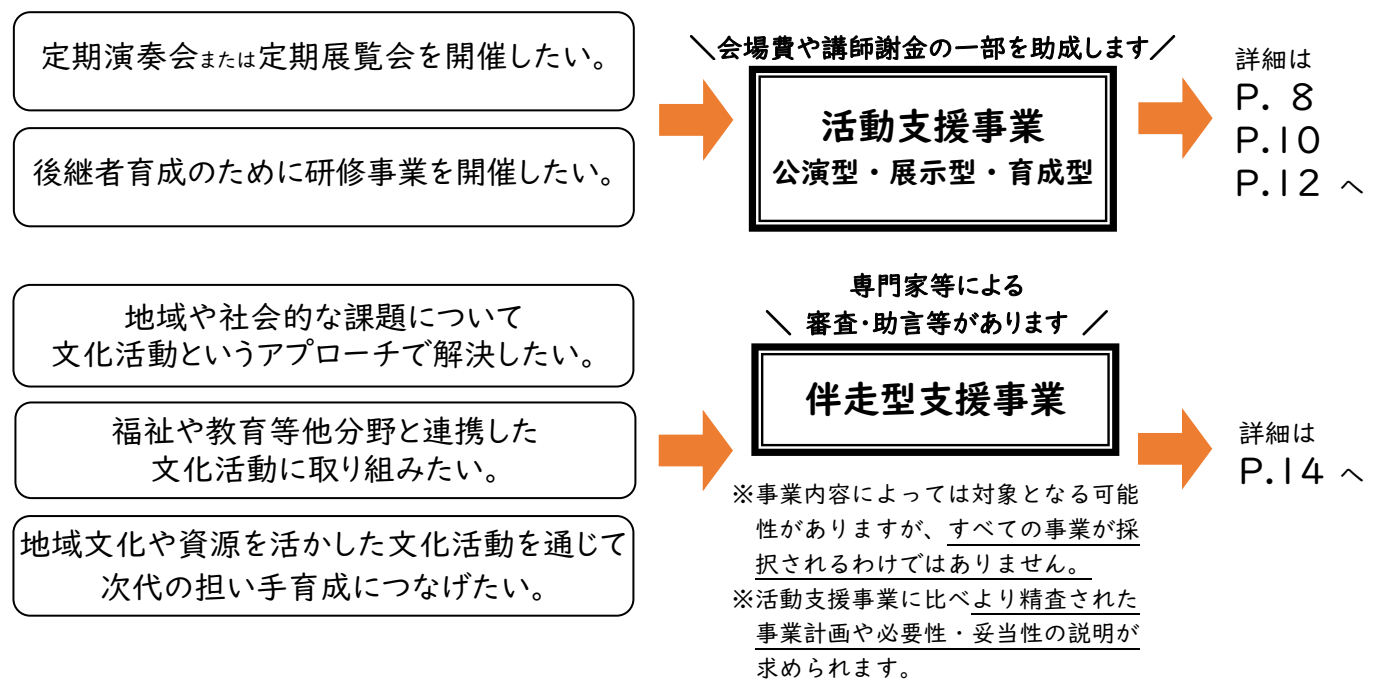 定期演奏会または定期展覧会を開催したい。
後継者育成のために研修事業を開催したい。
＼会場費や講師謝金の一部を助成します／
活動支援事業
公演型・展示型・育成型
詳細は
P. 8
P.10
P.12 へ
地域や社会的な課題について
文化活動というアプローチで解決したい。
福祉や教育等他分野と連携した
文化活動に取り組みたい。
地域文化や資源を活かした文化活動を通じて
次代の担い手育成につなげたい。
専門家等による
＼ 審査・助言等があります ／
伴走型支援事業
※事業内容によっては対象となる可能
性がありますが、すべての事業が採
択されるわけではありません。
※活動支援事業に比べより精査された
事業計画や必要性・妥当性の説明が
求められます。
詳細は
P.14 へ